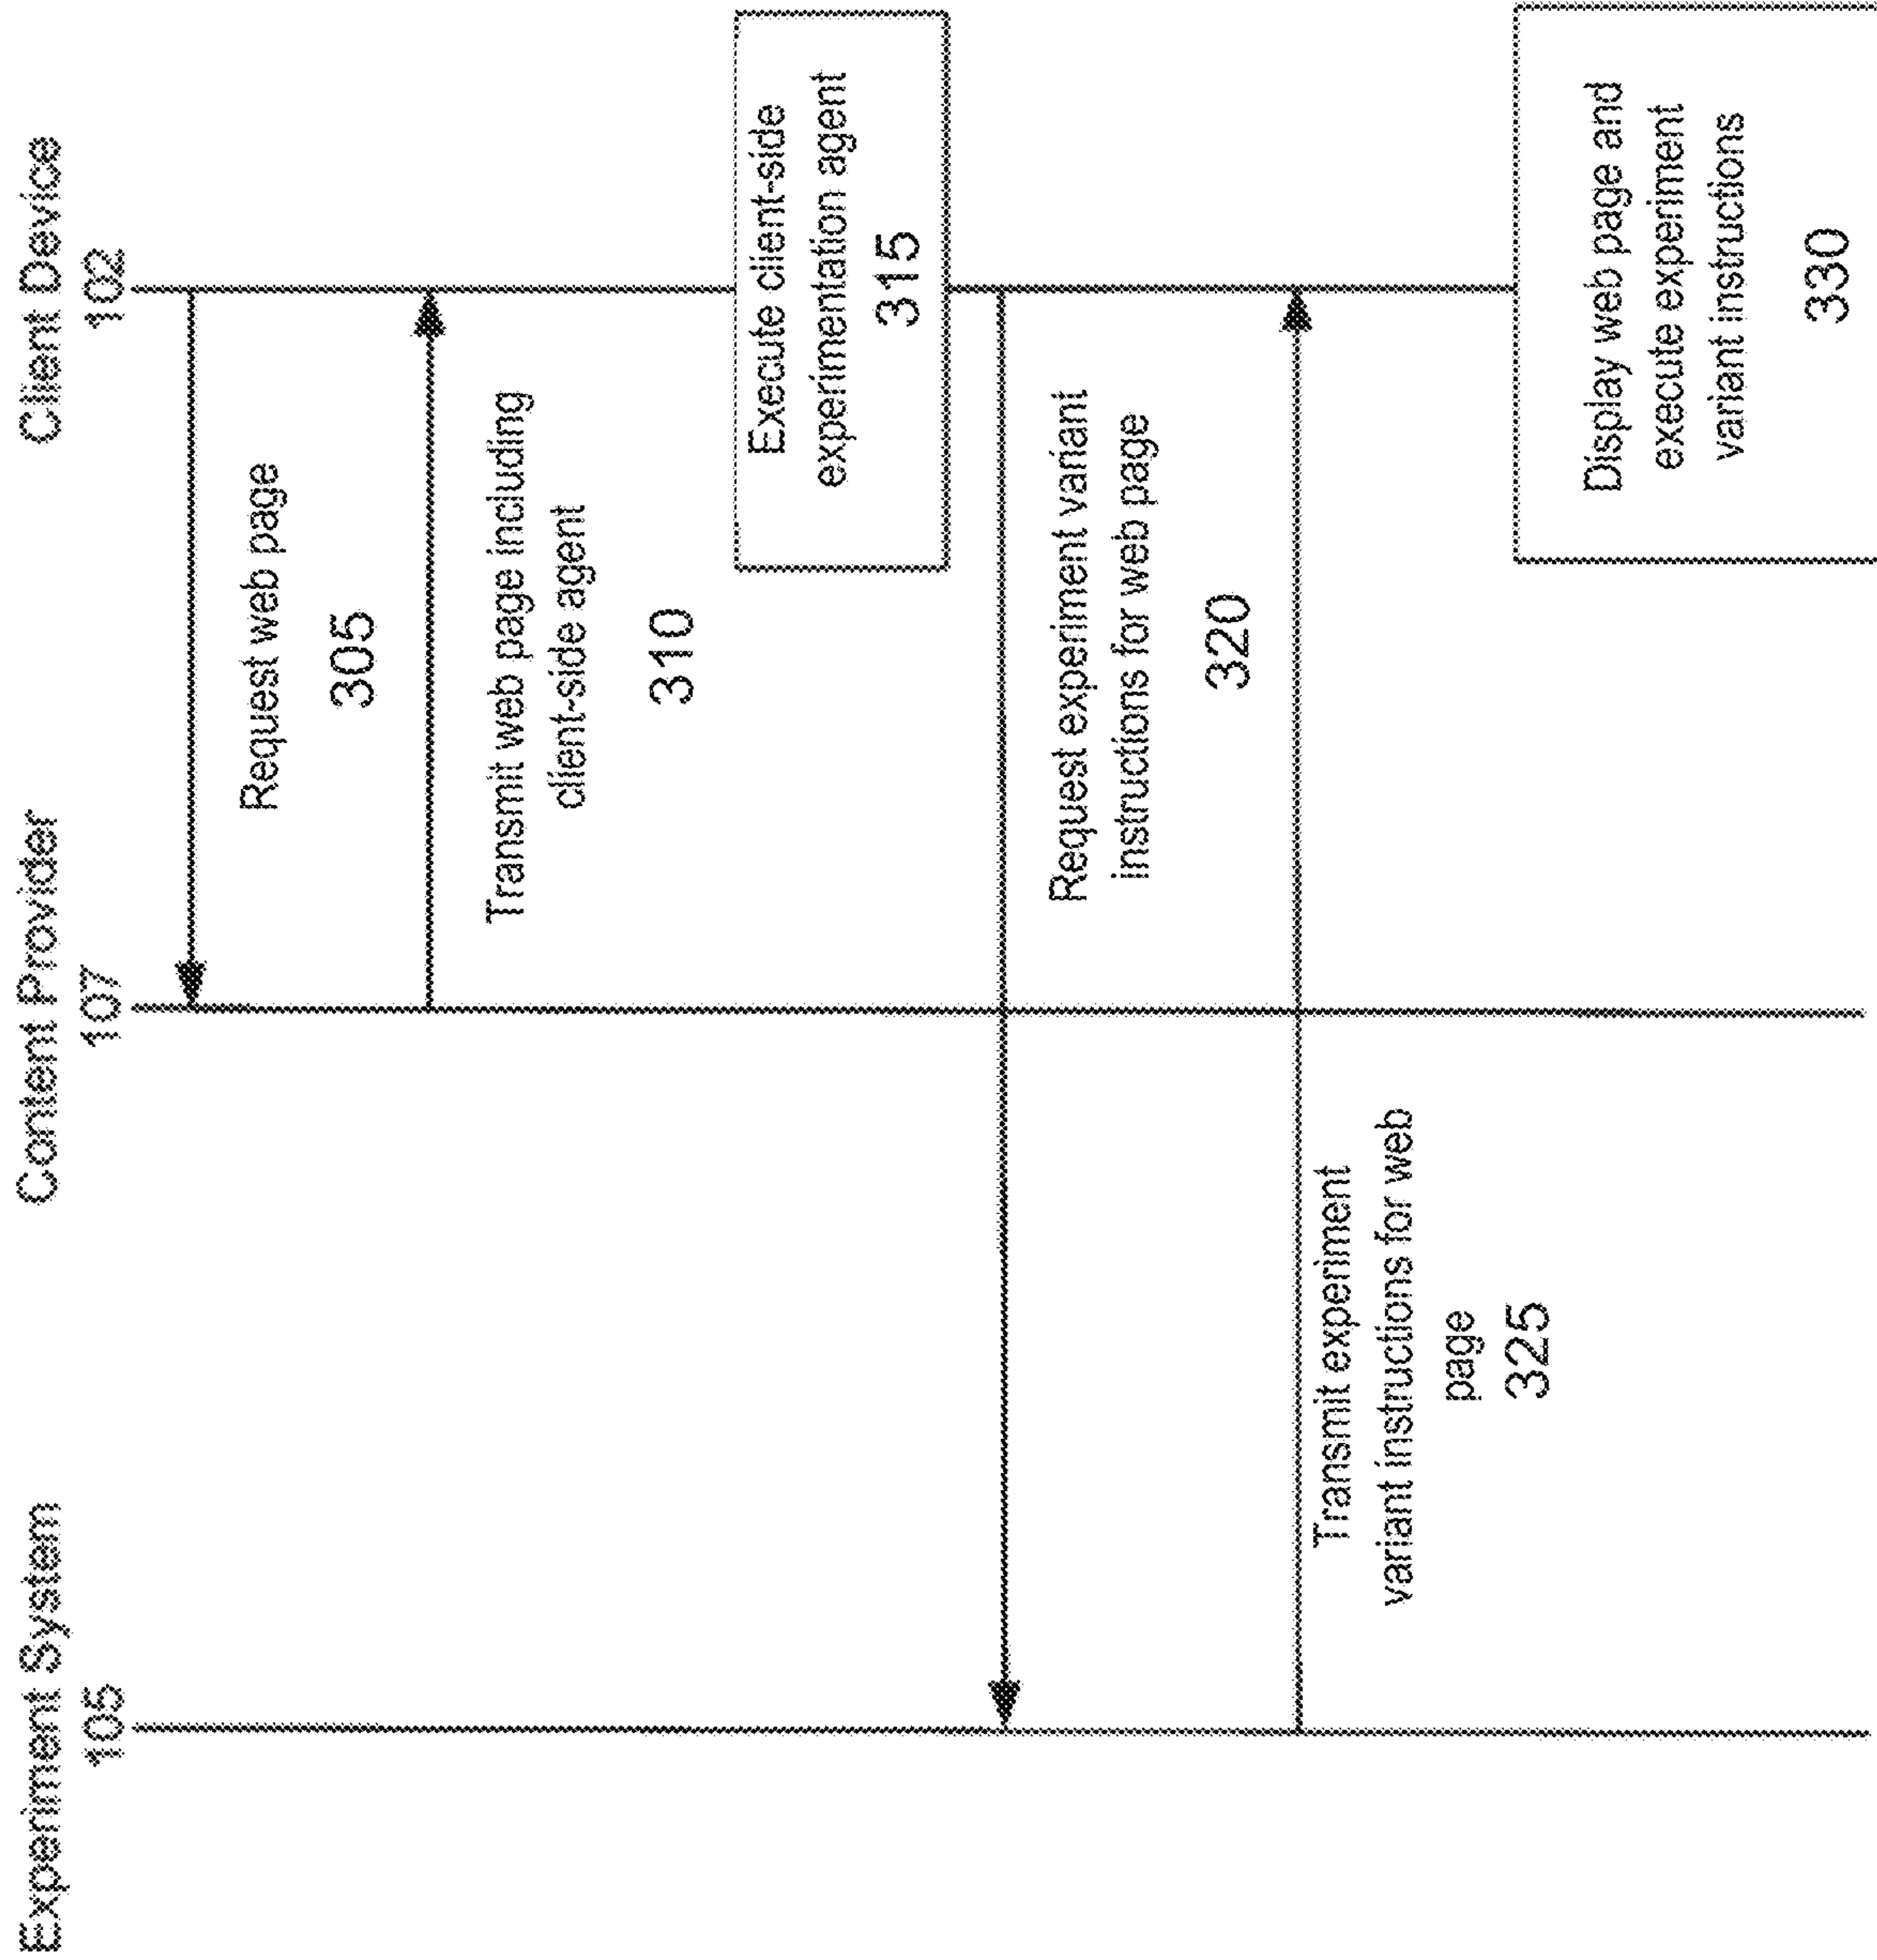 Experiment System
105
Content Provider
107
Client Device
102
Request web page
305
Transmit web page including
client-side agent
310
Execute client-side
experimentation agent
315
Request experiment variant
instructions for web page
320
Transmit experiment
variant instructions for web
page
325
Display web page and
execute experiment
variant instructions
330